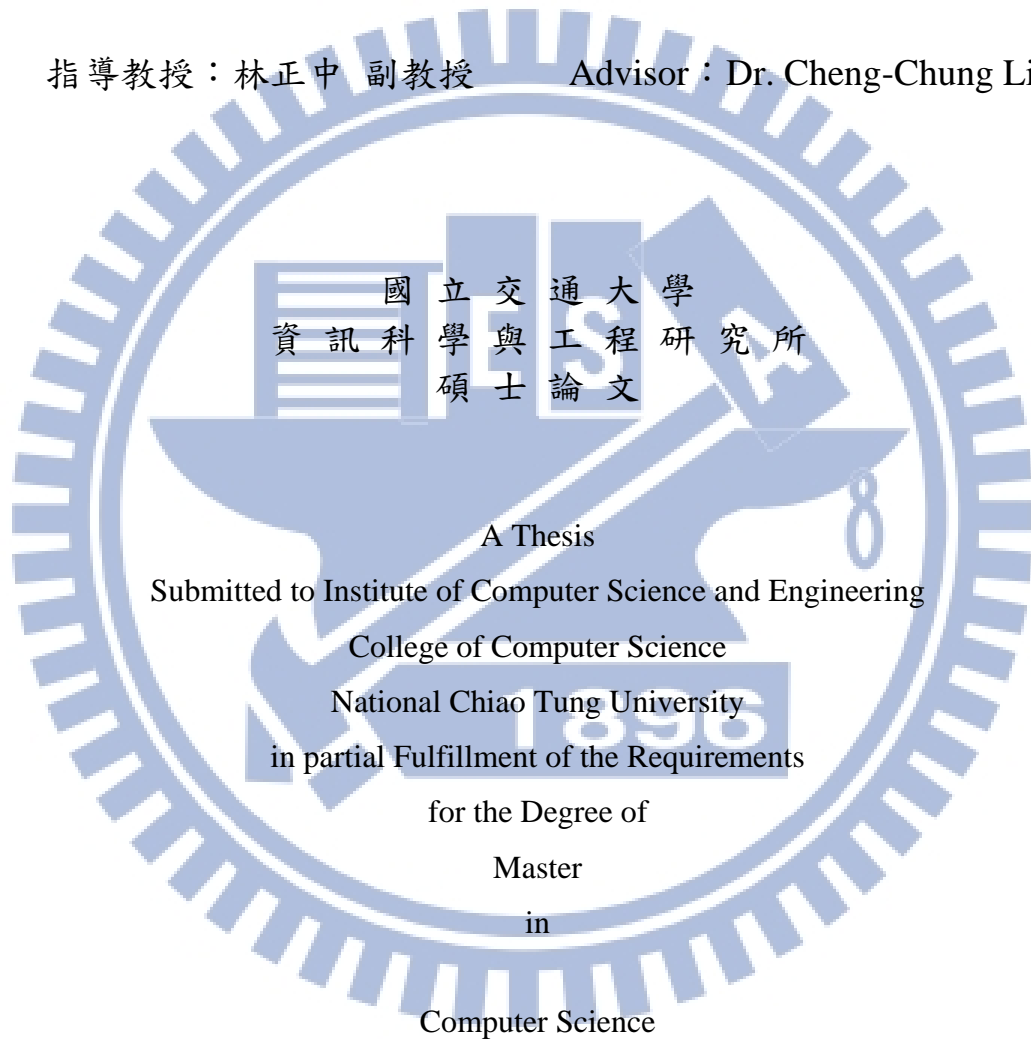 指導教授：林正中 副教授 Advisor：Dr. Cheng-Chung Li
國立交通大學
資訊科學與工程研究所
碩士論文
E S A
8
A Thesis
Submitted to Institute of Computer Science and Engineering
College of Computer Science
National Chiao Tung University
1896
in partial Fulfillment of the Requirements
for the Degree of
Master
in
Computer Science